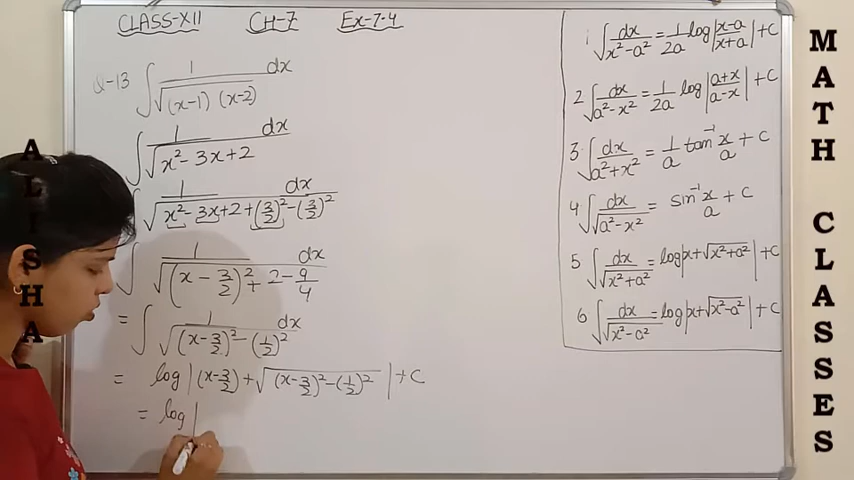 CLASS-XII CH-7 Ex-7.4
Q-13 ∫ 1/√((x-1) (x-2)) dx
∫ 1/√(x² - 3x + 2) dx
∫ 1/√(x² - 3x + 2 + (3/2)² - (3/2)²) dx
∫ 1/√((x - 3/2)² + 2 - 9/4) dx
= ∫ 1/√((x - 3/2)² - (1/2)²) dx
= log |(x - 3/2) + √((x - 3/2)² - (1/2)²)| + C
= log |
1 ∫ dx/(x² - a²) = 1/2a log |(x-a)/(x+a)| + C
2 ∫ dx/(a² - x²) = 1/2a log |(a+x)/(a-x)| + C
3 ∫ dx/(a² + x²) = 1/a tan⁻¹ x/a + C
4 ∫ dx/√(a² - x²) = sin⁻¹ x/a + C
5 ∫ dx/√(x² + a²) = log |x + √(x² + a²)| + C
6 ∫ dx/√(x² - a²) = log |x + √(x² - a²)| + C
ALISHA
MATH CLASSES